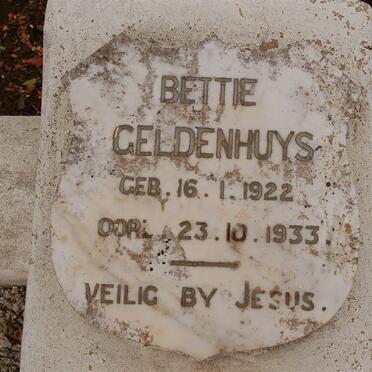 BETTIE
GELDENHUYS
GEB. 16.1.1922
OORL. 23.10.1933.
VEILIG BY JESUS.